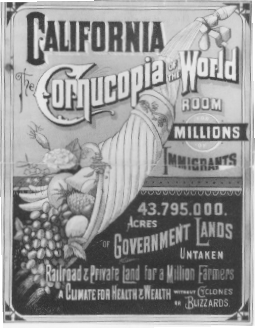 CALIFORNIA
The
Cornucopia OF THE World
ROOM
FOR
MILLIONS
OF
IMMIGRANTS
43.795.000.
ACRES
OF GOVERNMENT LANDS
UNTAKEN
Railroad & Private Land for a Million Farmers
A CLIMATE FOR HEALTH & WEALTH WITHOUT CYCLONES
OR BLIZZARDS.